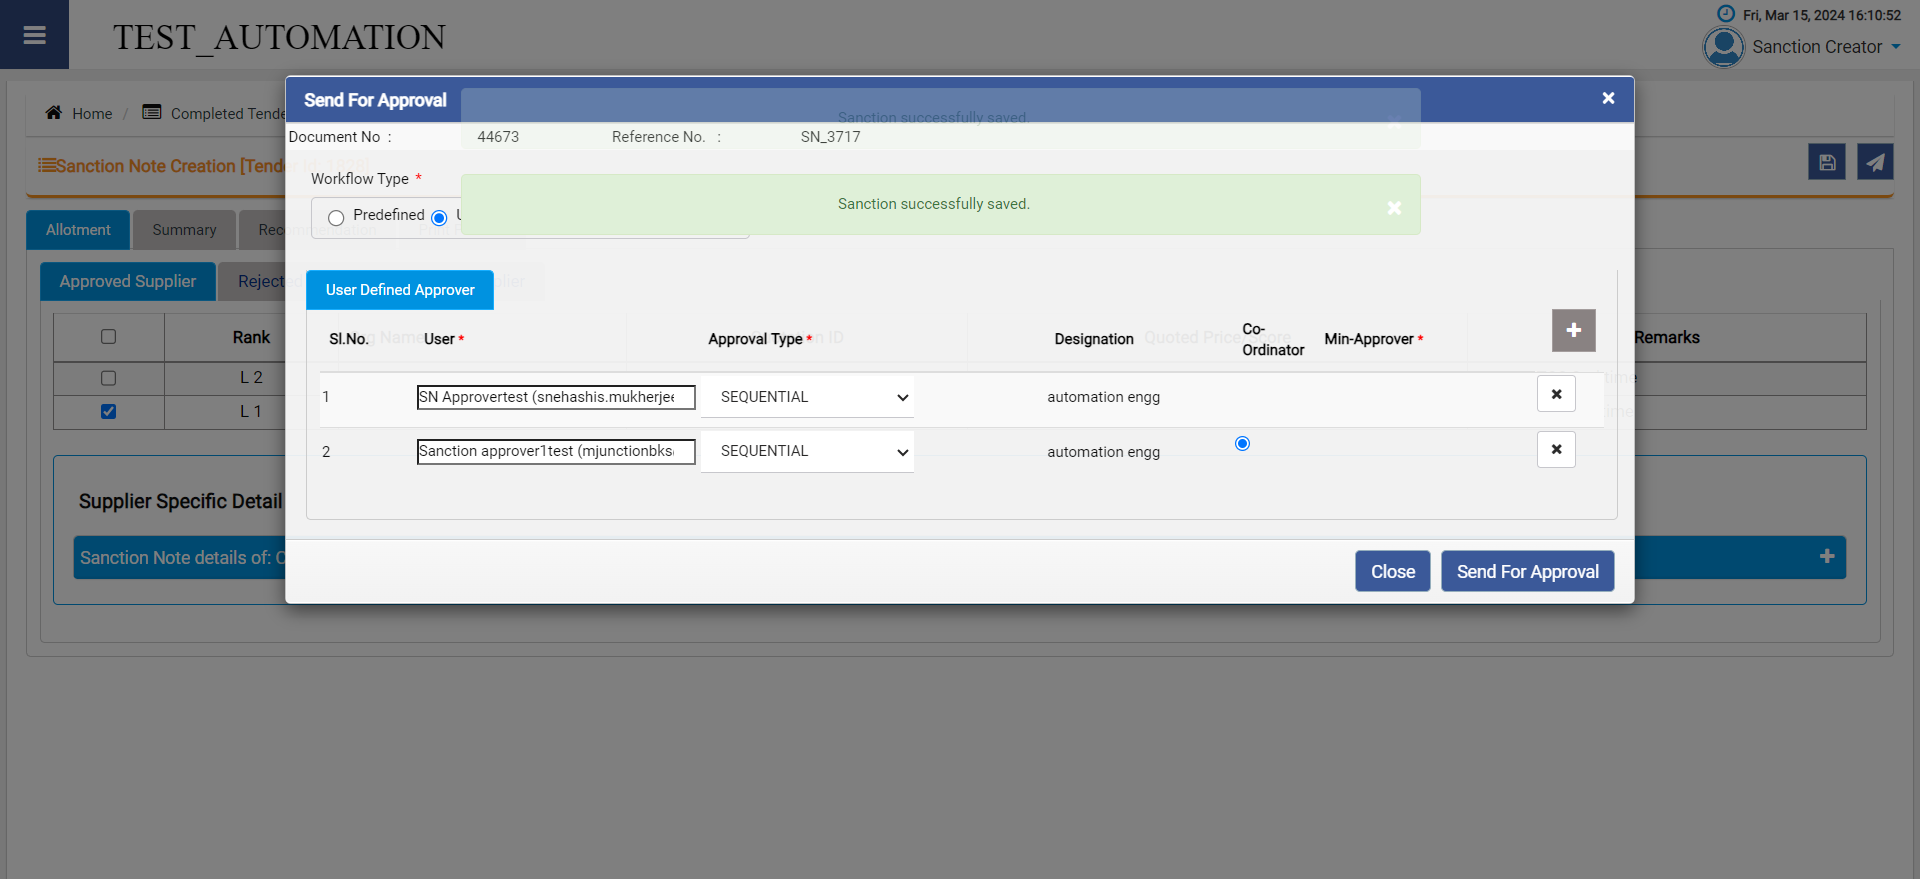 Fri, Mar 15, 2024 16:10:52
TEST_AUTOMATION
Sanction Creator
Home / Completed Tende
Send For Approval
Sanction successfully saved.
Document No : 44673 Reference No. : SN_3717
Sanction Note Creation [Tende
Workflow Type *
Sanction successfully saved.
Predefined U
Allotment Summary Rec
Approved Supplier Reject
User Defined Approver
Rank Quoted Price/Score Remarks
Sl.No. User * Approval Type * Designation Co-Ordinator Min-Approver *
L 2
1 SN Approvertest (snehashis.mukherjee SEQUENTIAL automation engg
L 1
2 Sanction approver1test (mjunctionbks SEQUENTIAL automation engg
Supplier Specific Detail
Sanction Note details of: C
Close Send For Approval